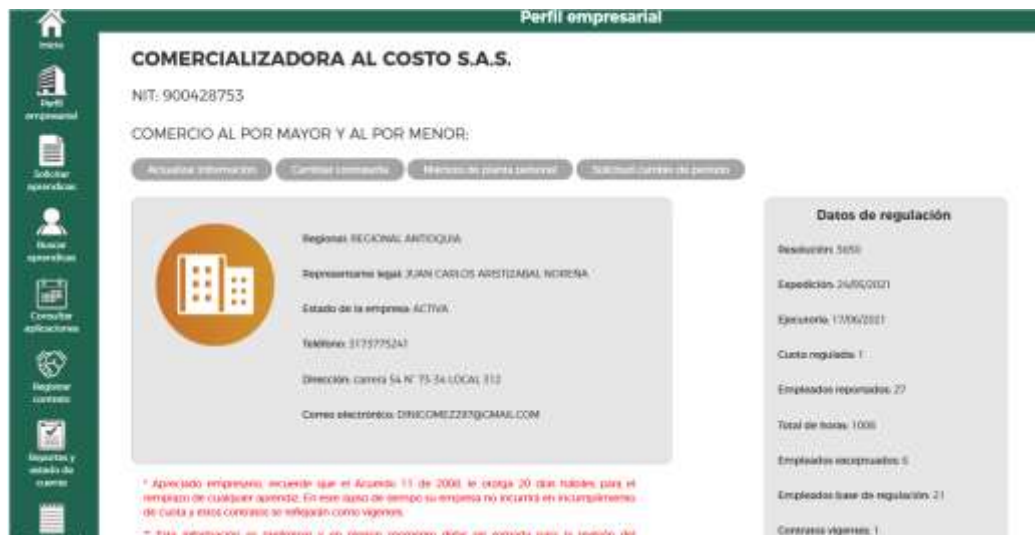 Perfil empresarial
Inicio
Perfil
empresarial
Solicitar
aprendices
Buscar
aprendices
Consultar
aplicaciones
Registrar
contrato
Reportes y
estado de
cuenta
COMERCIALIZADORA AL COSTO S.A.S.
NIT: 900428753
COMERCIO AL POR MAYOR Y AL POR MENOR;
Actualizar información
Cambiar contraseña
Minutos de planta personal
Solicitud cambio de periodo
Regional: REGIONAL ANTIOQUIA
Representante legal: JUAN CARLOS ARISTIZABAL NOREÑA
Estado de la empresa: ACTIVA
Teléfono: 3173775241
Dirección: carrera 54 N° 75 34 LOCAL 312
Correo electrónico:
Datos de regulación
Resolución:
Expedición: 24/05/2021
Ejecutoria: 17/06/2021
Cuota regulada: 1
Empleados reportados: 27
Total de horas:
Empleados exceptuados: 6
Empleados base de regulación: 21
Contratos vigentes: 1
* Apreciado empresario, recuerde que el Acuerdo 11 de 2008, le otorga 20 días hábiles para el
remplazo de cualquier aprendiz. En este lapso de tiempo su empresa no incurrirá en incumplimiento
de cuota y estos contratos se reflejarán como vigentes.